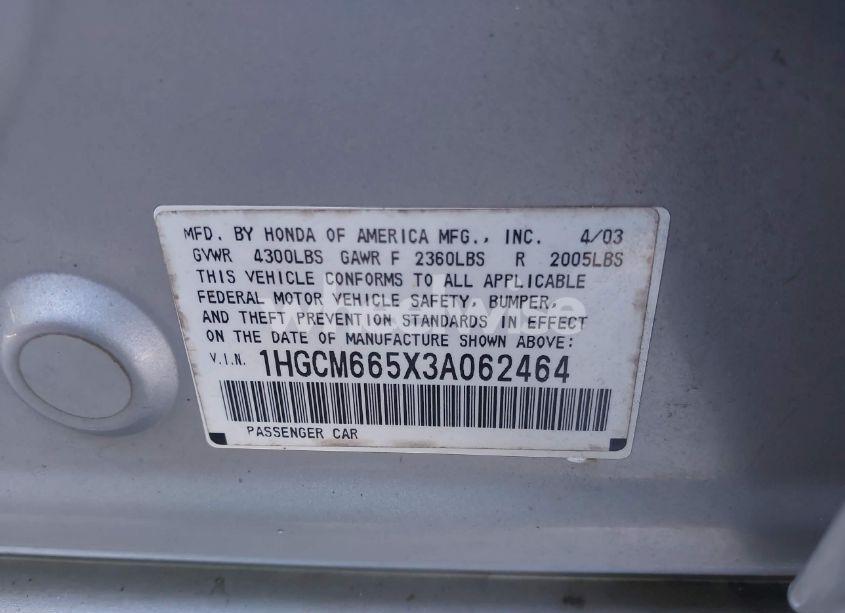 MFD. BY HONDA OF AMERICA MFG., INC. 4/03
GVWR 4300LBS GAWR F 2360LBS R 2005LBS
THIS VEHICLE CONFORMS TO ALL APPLICABLE
FEDERAL MOTOR VEHICLE SAFETY, BUMPER,
AND THEFT PREVENTION STANDARDS IN EFFECT
ON THE DATE OF MANUFACTURE SHOWN ABOVE:
V.I.N. 1HGCM665X3A062464
PASSENGER CAR
wheelwise